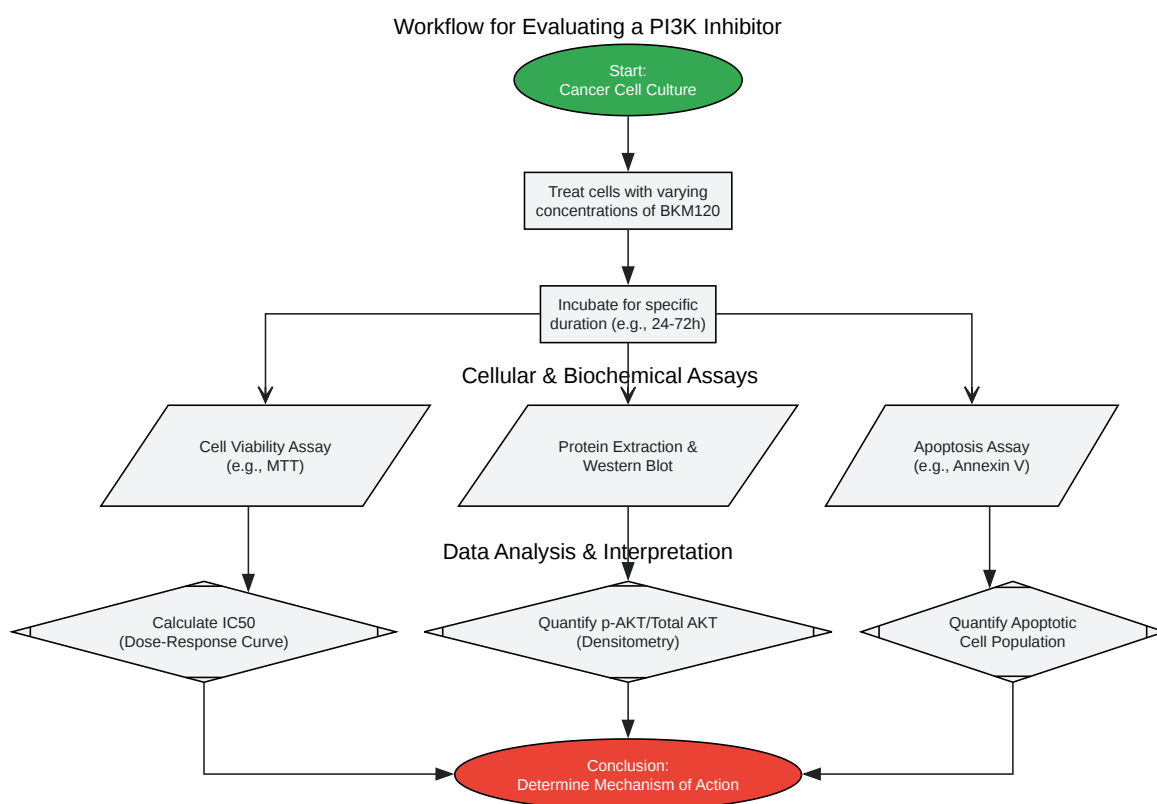 Workflow for Evaluating a PI3K Inhibitor
Start:
Cancer Cell Culture
Treat cells with varying
concentrations of BKM120
Incubate for specific
duration (e.g., 24-72h)
Cellular & Biochemical Assays
Cell Viability Assay
(e.g., MTT)
Protein Extraction &
Western Blot
Apoptosis Assay
(e.g., Annexin V)
Data Analysis & Interpretation
Calculate IC50
(Dose-Response Curve)
Quantify p-AKT/Total AKT
(Densitometry)
Quantify Apoptotic
Cell Population
Conclusion:
Determine Mechanism of Action